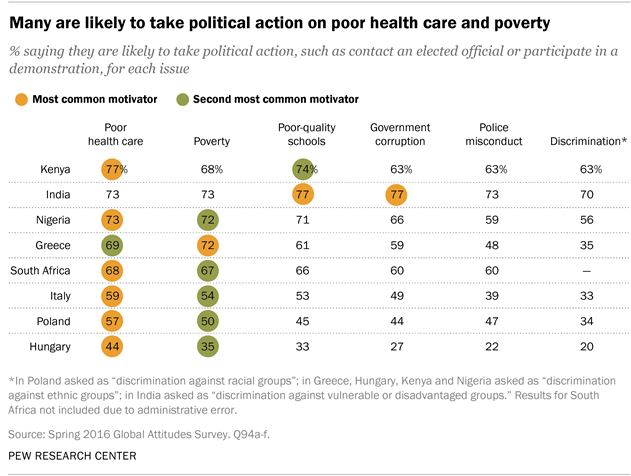 Many are likely to take political action on poor health care and poverty
% saying they are likely to take political action, such as contact an elected official or participate in a
demonstration, for each issue
Most common motivator Second most common motivator
Poor Poor-quality Government Police
health care Poverty schools corruption misconduct Discrimination*
Kenya 77% 68% 74% 63% 63% 63%
India 73 73 77 77 73 70
Nigeria 73 72 71 66 59 56
Greece 69 72 61 59 48 35
South Africa 68 67 66 60 60 —
Italy 59 54 53 49 39 33
Poland 57 50 45 44 47 34
Hungary 44 35 33 27 22 20
*In Poland asked as “discrimination against racial groups”; in Greece, Hungary, Kenya and Nigeria asked as “discrimination
against ethnic groups”; in India asked as “discrimination against vulnerable or disadvantaged groups.” Results for South
Africa not included due to administrative error.
Source: Spring 2016 Global Attitudes Survey. Q94a-f.
PEW RESEARCH CENTER